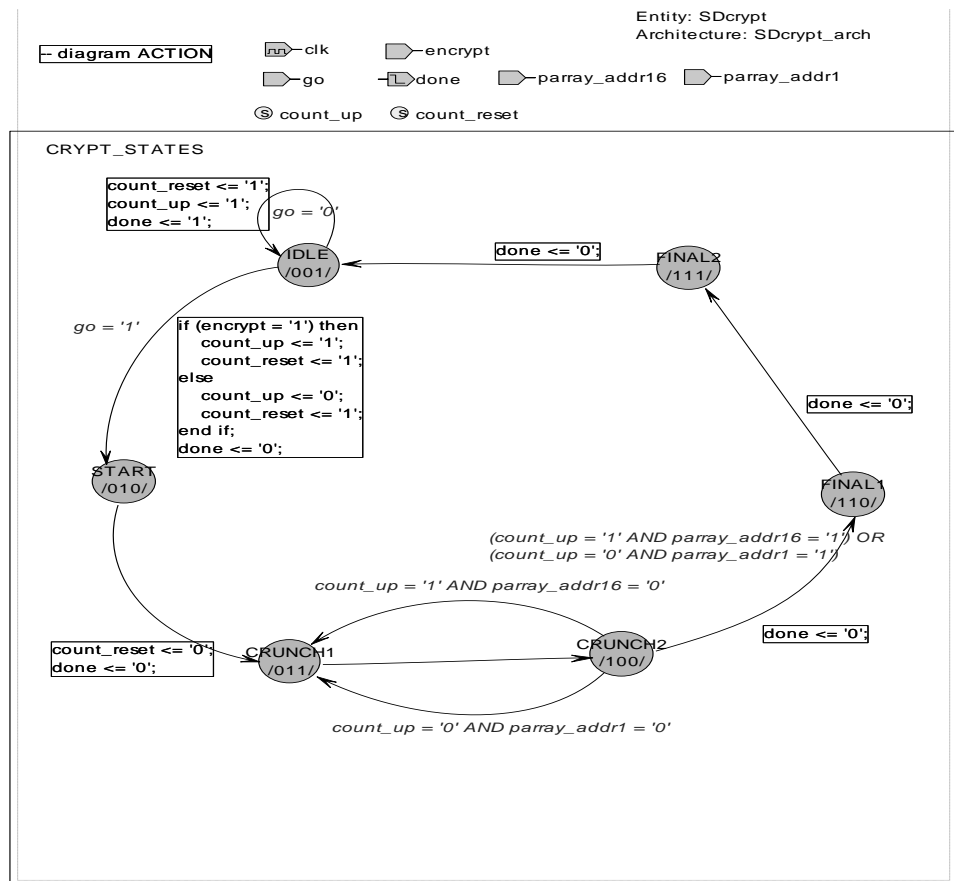 Entity: SDcrypt
Architecture: SDcrypt_arch
-- diagram ACTION
clk
encrypt
go
done
parray_addr16
parray_addr1
S count_up
S count_reset
CRYPT_STATES
count_reset <= '1';
count_up <= '1';
done <= '1';
go = '0'
IDLE
/001/
done <= '0';
FINAL2
/111/
go = '1'
if (encrypt = '1') then
count_up <= '1';
count_reset <= '1';
else
count_up <= '0';
count_reset <= '1';
end if;
done <= '0';
done <= '0';
START
/010/
FINAL1
/110/
(count_up = '1' AND parray_addr16 = '1') OR
(count_up = '0' AND parray_addr1 = '1')
count_up = '1' AND parray_addr16 = '0'
count_reset <= '0';
done <= '0';
CRUNCH1
/011/
CRUNCH2
/100/
done <= '0';
count_up = '0' AND parray_addr1 = '0'